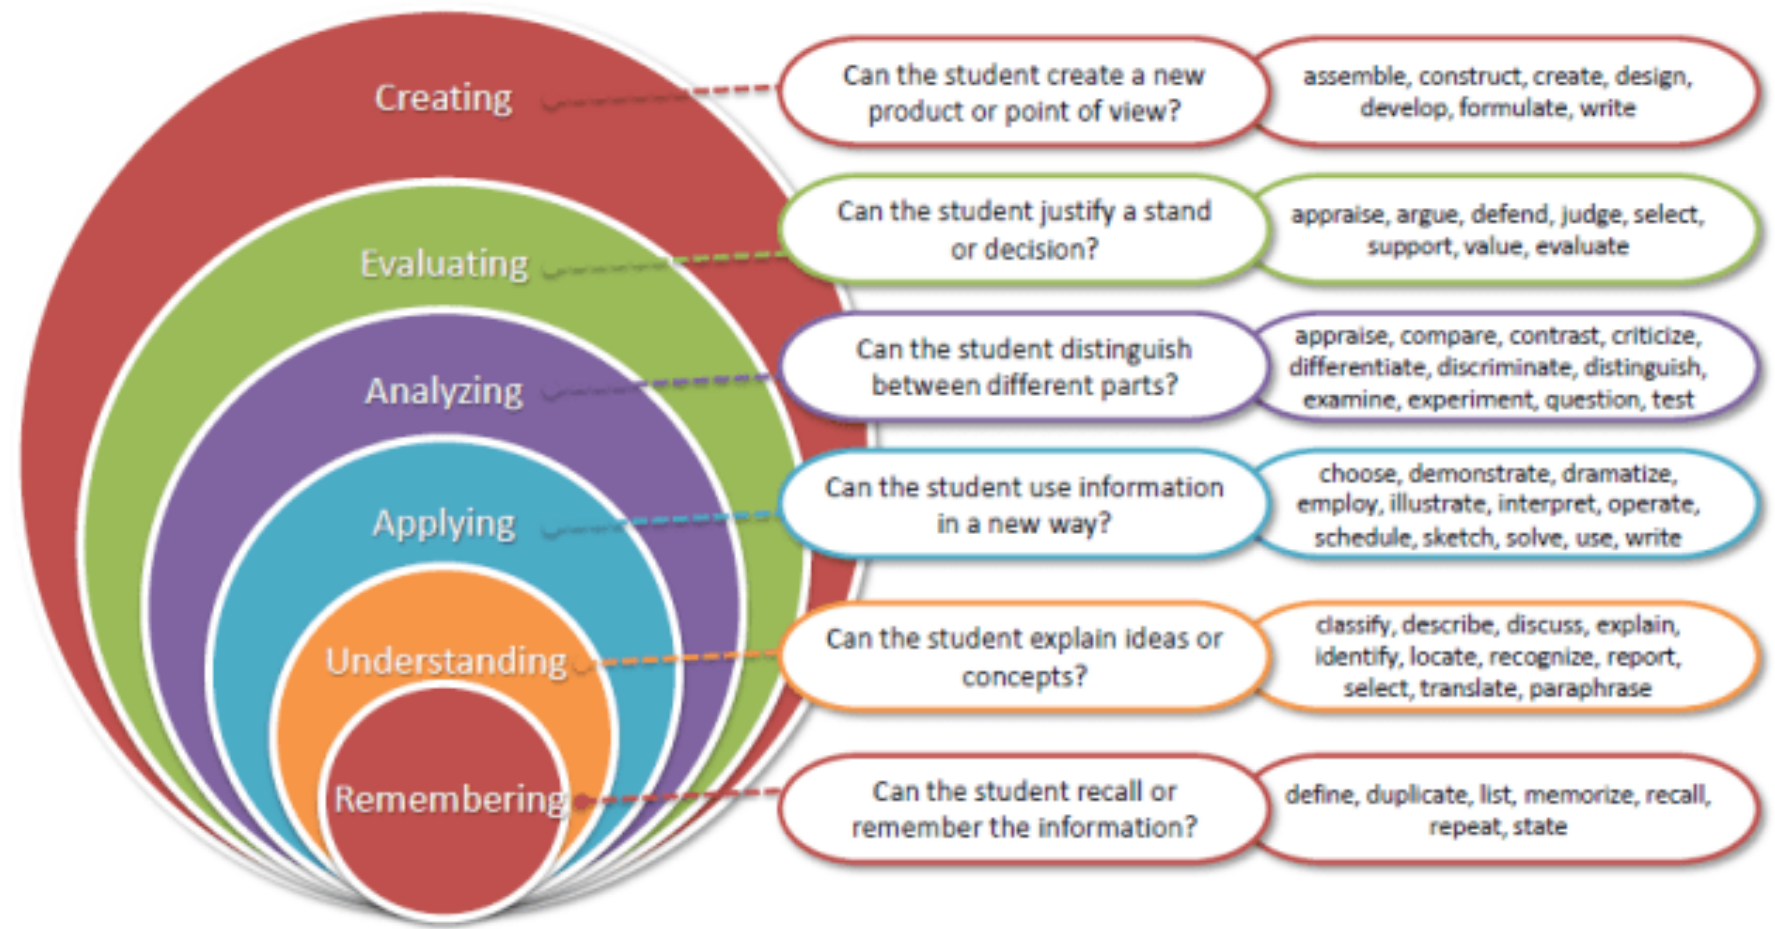 Creating
Can the student create a new
product or point of view?
assemble, construct, create, design,
develop, formulate, write
Evaluating
Can the student justify a stand
or decision?
appraise, argue, defend, judge, select,
support, value, evaluate
Analyzing
Can the student distinguish
between different parts?
appraise, compare, contrast, criticize,
differentiate, discriminate, distinguish,
examine, experiment, question, test
Applying
Can the student use information
in a new way?
choose, demonstrate, dramatize,
employ, illustrate, interpret, operate,
schedule, sketch, solve, use, write
Understanding
Can the student explain ideas or
concepts?
classify, describe, discuss, explain,
identify, locate, recognize, report,
select, translate, paraphrase
Remembering
Can the student recall or
remember the information?
define, duplicate, list, memorize, recall,
repeat, state